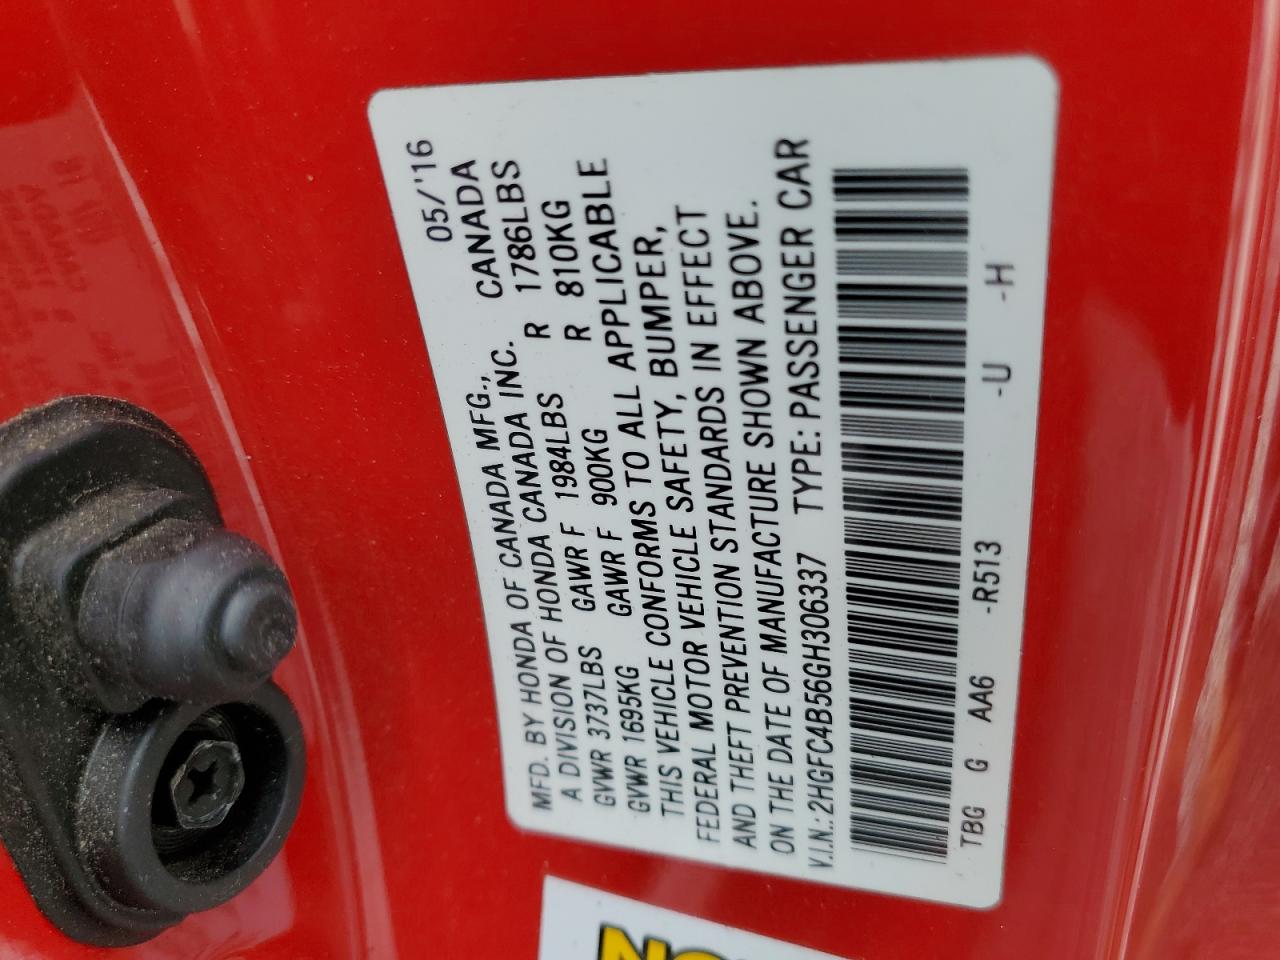 MFD. BY HONDA OF CANADA MFG., CANADA 05/'16
A DIVISION OF HONDA CANADA INC.
GVWR 3737LBS GAWR F 1984LBS R 1786LBS
GVWR 1695KG GAWR F 900KG R 810KG
THIS VEHICLE CONFORMS TO ALL APPLICABLE
FEDERAL MOTOR VEHICLE SAFETY, BUMPER,
AND THEFT PREVENTION STANDARDS IN EFFECT
ON THE DATE OF MANUFACTURE SHOWN ABOVE.
V.I.N.: 2HGFC4B56GH306337 TYPE: PASSENGER CAR
TBG G AA6 -R513 -U -H